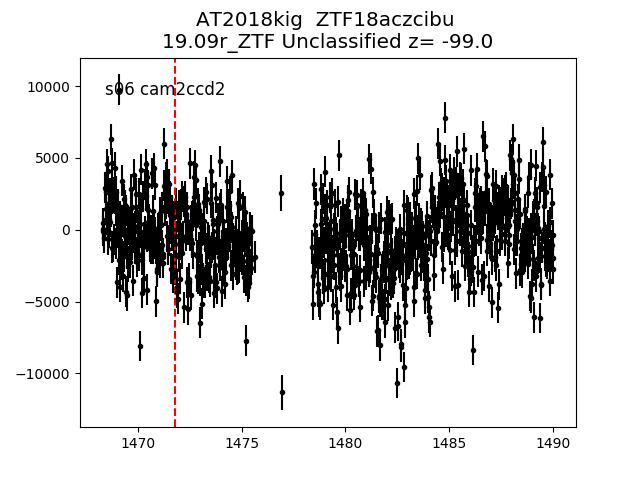 AT2018kig  ZTF18aczcibu
19.09r_ZTF Unclassified z= -99.0
s06 cam2ccd2
10000
5000
0
−5000
−10000
1470 1475 1480 1485 1490